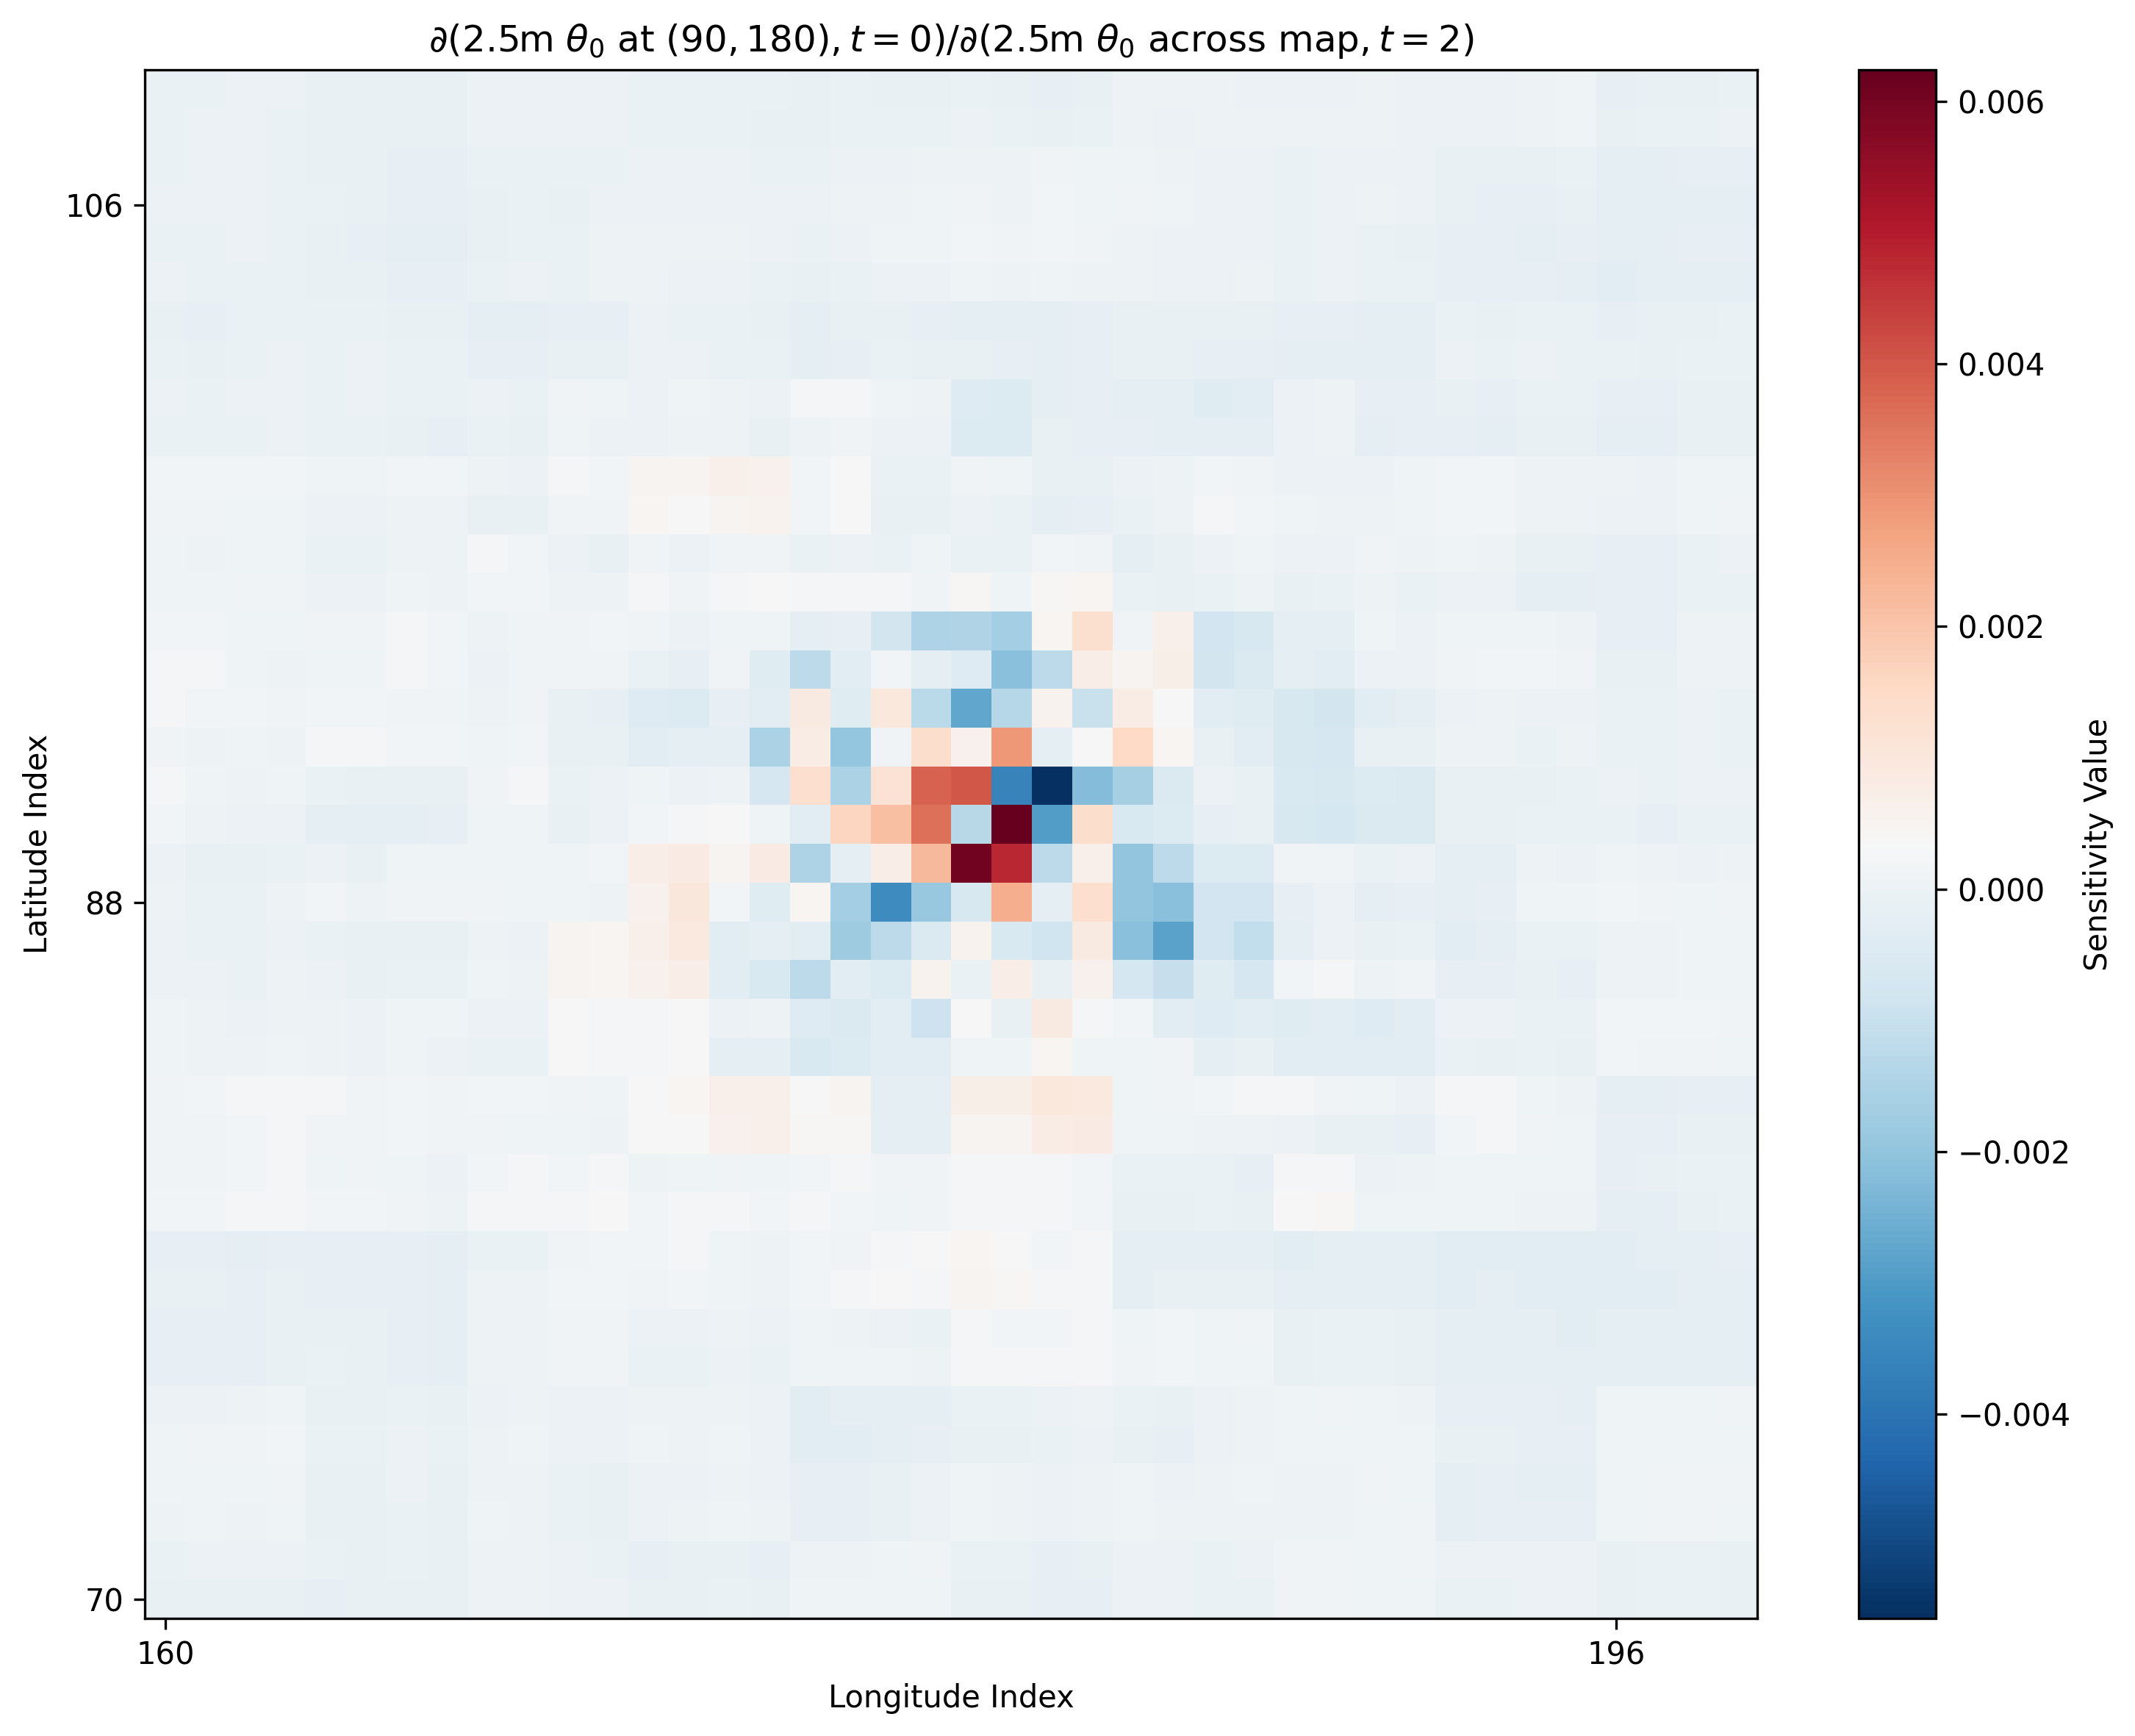 ∂(2.5m θ₀ at (90, 180), t = 0)/∂(2.5m θ₀ across map, t = 2)
106
88
70
160
196
Latitude Index
Longitude Index
0.006
0.004
0.002
0.000
−0.002
−0.004
Sensitivity Value